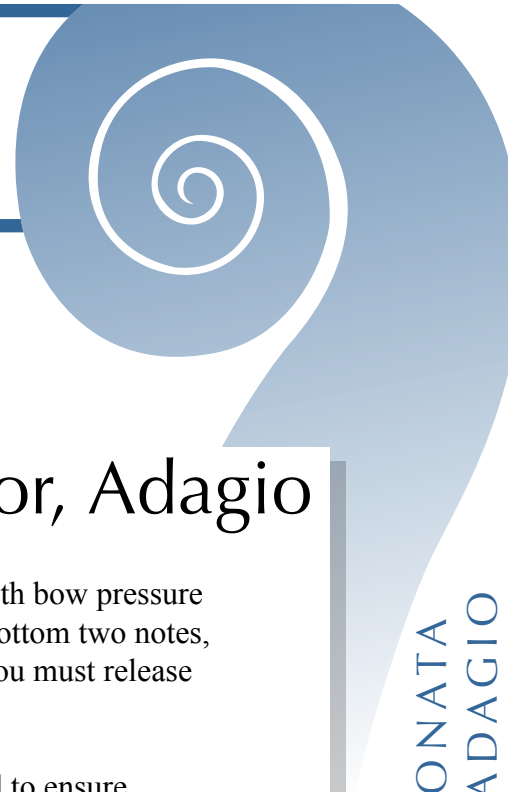 or, Adagio
th bow pressure
ottom two notes,
ou must release
l to ensure
ONATA
ADAGIO